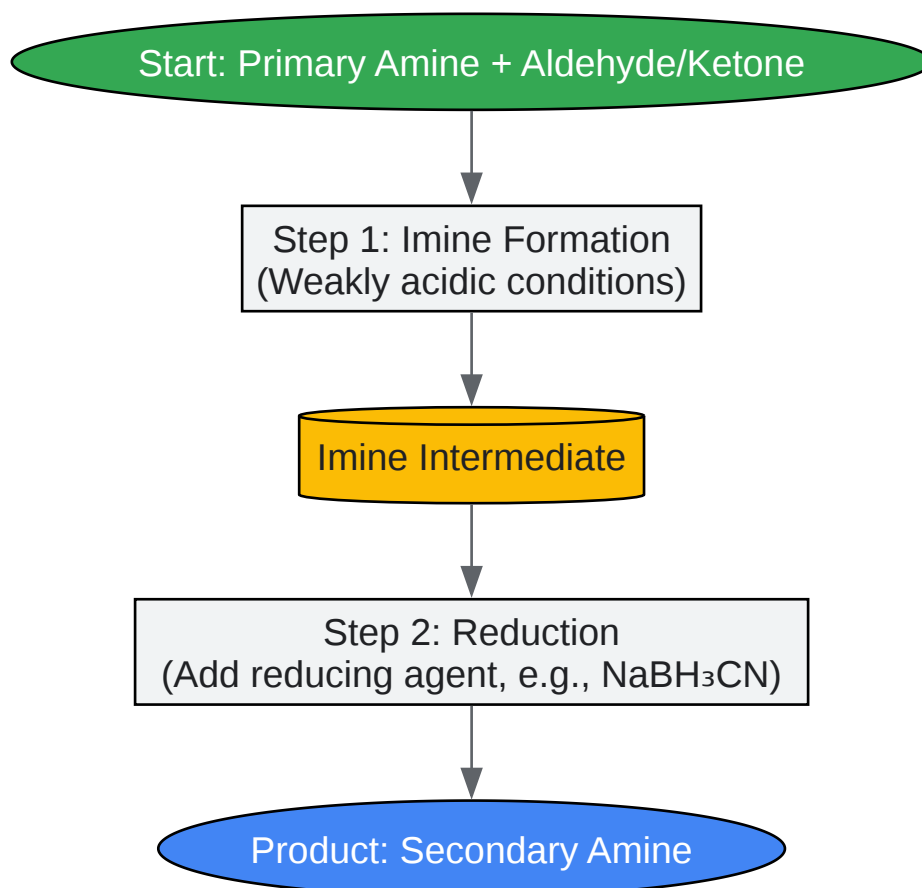 Start: Primary Amine + Aldehyde/Ketone
Step 1: Imine Formation
(Weakly acidic conditions)
Imine Intermediate
Step 2: Reduction
(Add reducing agent, e.g., NaBH₃CN)
Product: Secondary Amine